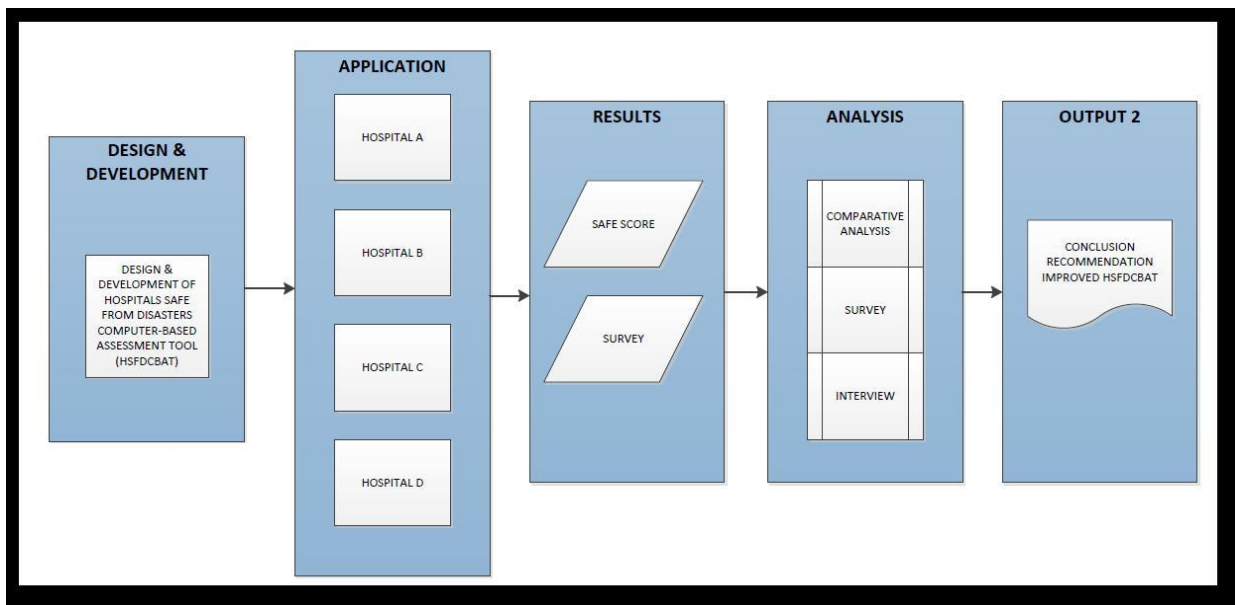 DESIGN &
DEVELOPMENT
DESIGN &
DEVELOPMENT OF
HOSPITALS SAFE
FROM DISASTERS
COMPUTER-BASED
ASSESSMENT TOOL
(HSFDCBAT)
APPLICATION
HOSPITAL A
HOSPITAL B
HOSPITAL C
HOSPITAL D
RESULTS
SAFE SCORE
SURVEY
ANALYSIS
COMPARATIVE
ANALYSIS
SURVEY
INTERVIEW
OUTPUT 2
CONCLUSION
RECOMMENDATION
IMPROVED HSFDCBAT